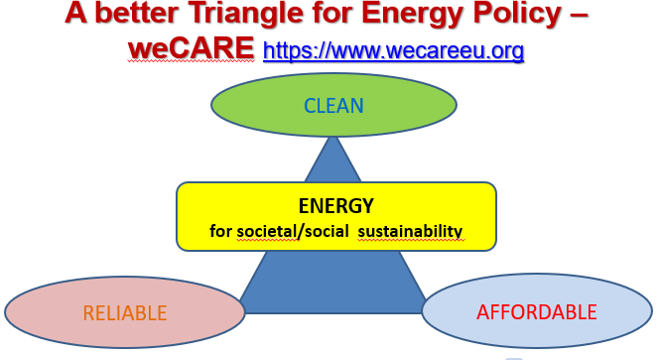 A better Triangle for Energy Policy –
weCARE https://www.wecareeu.org
CLEAN
ENERGY
for societal/social sustainability
RELIABLE
AFFORDABLE